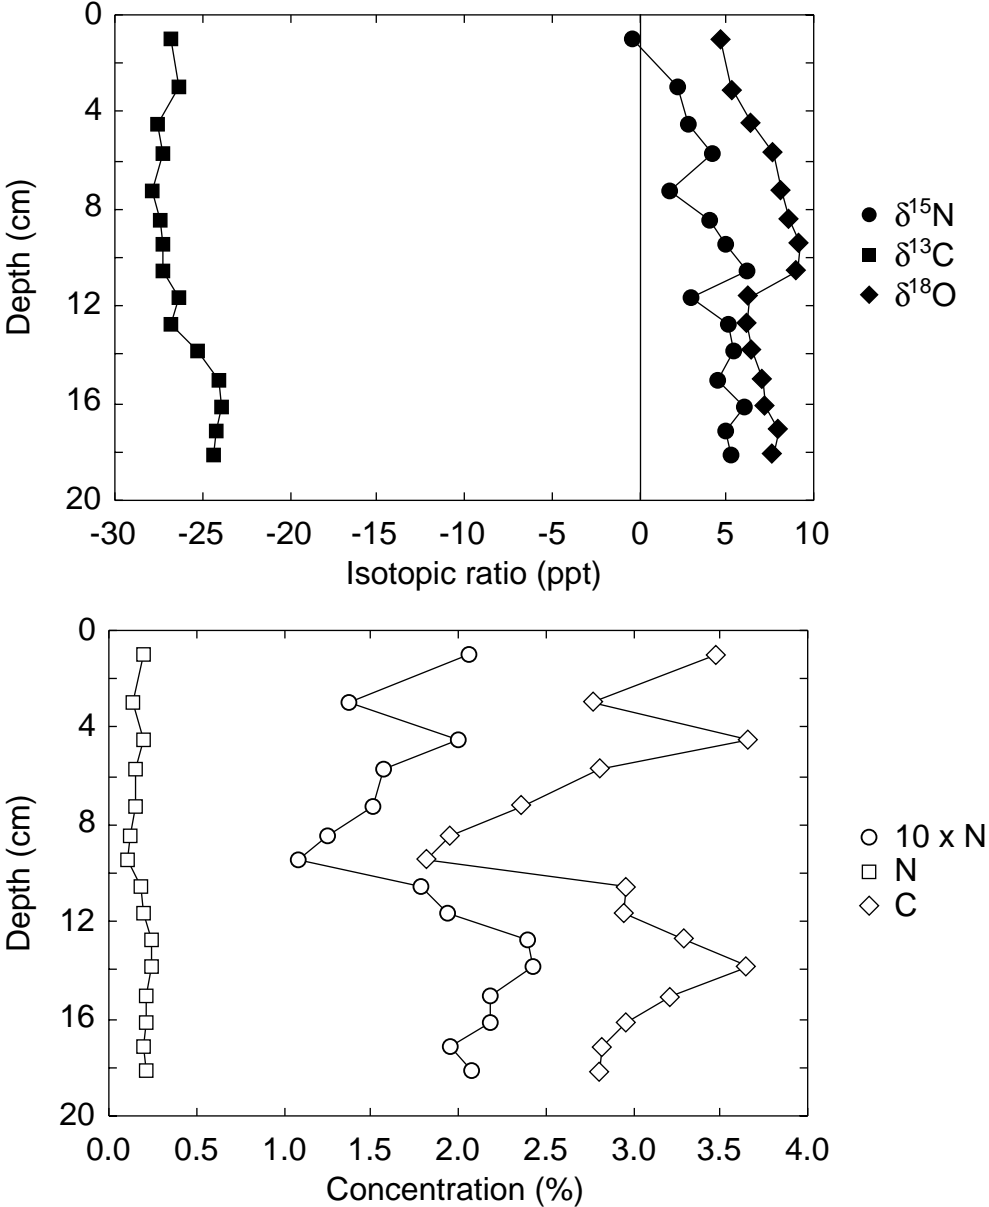 0
4
8
12
16
20
Depth (cm)
-30 -25 -20 -15 -10 -5 0 5 10
Isotopic ratio (ppt)
δ¹⁵N
δ¹³C
δ¹⁸O
0
4
8
12
16
20
Depth (cm)
0.0 0.5 1.0 1.5 2.0 2.5 3.0 3.5 4.0
Concentration (%)
10 x N
N
C